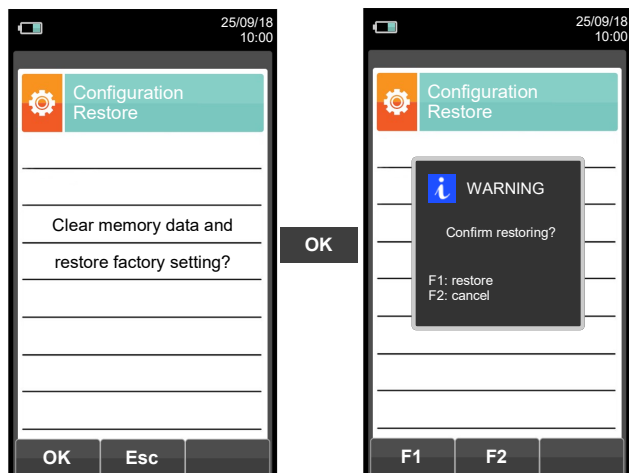 25/09/18
10:00
Configuration
Restore
Clear memory data and
restore factory setting?
OK
Esc
OK
25/09/18
10:00
Configuration
Restore
i
WARNING
Confirm restoring?
F1: restore
F2: cancel
F1
F2